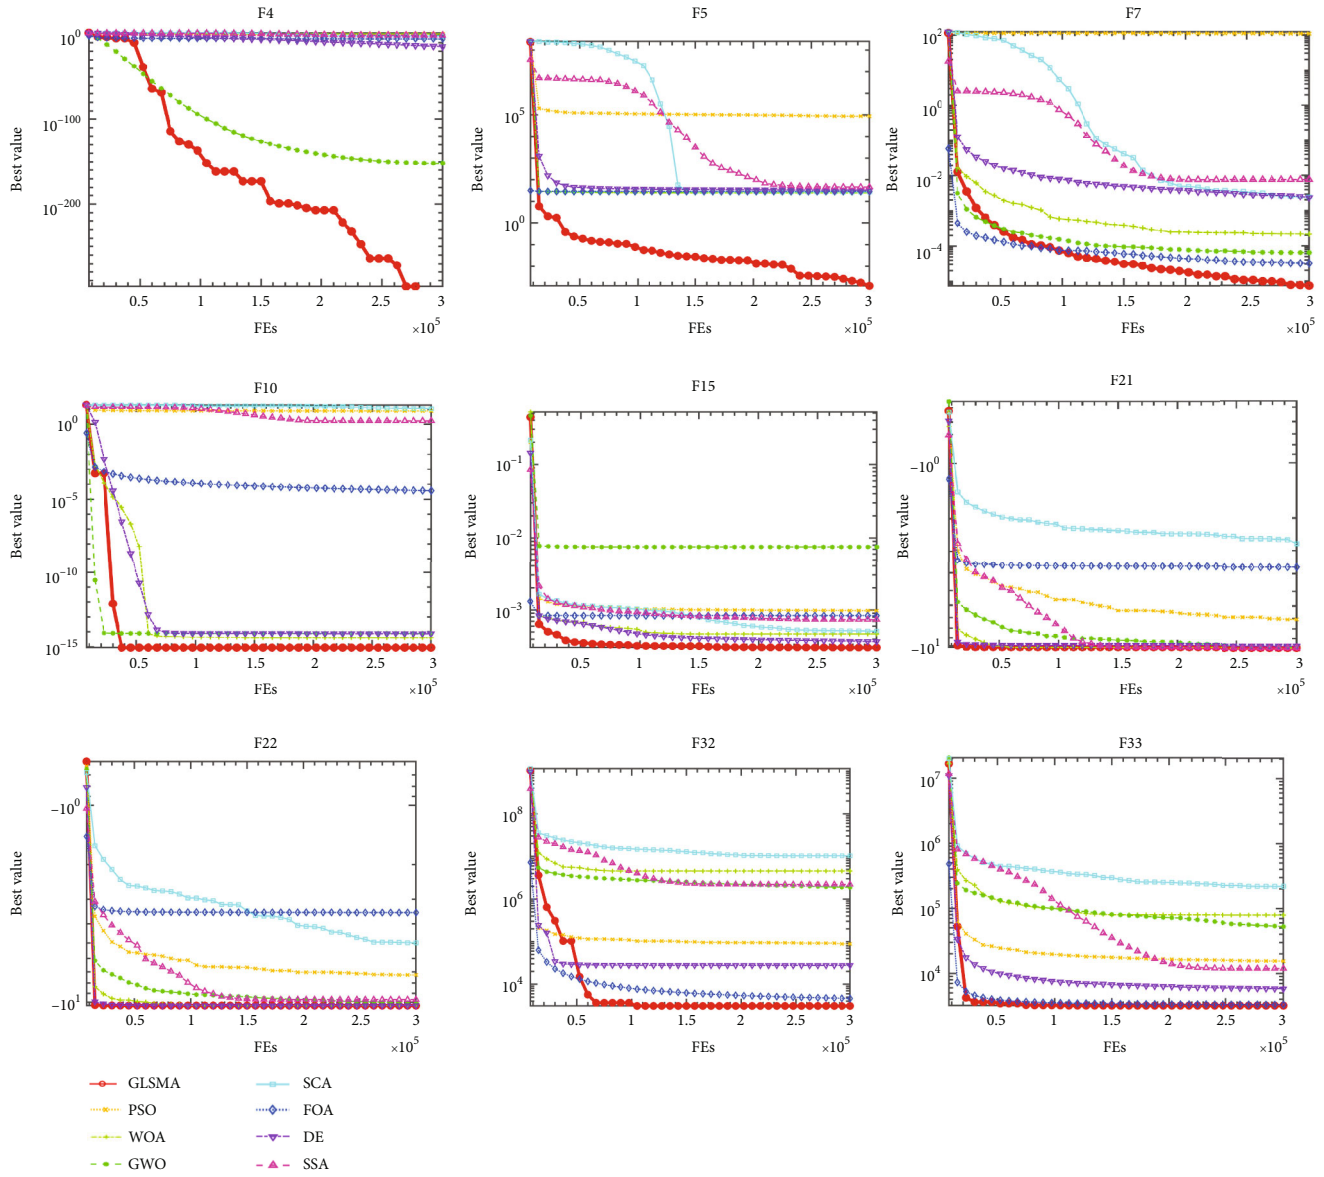 F4
Best value
10^0
10^-100
10^-200
0.5 1 1.5 2 2.5 3
FEs
×10^5
F5
Best value
10^5
10^0
0.5 1 1.5 2 2.5 3
FEs
×10^5
F7
Best value
10^2
10^0
10^-2
10^-4
0.5 1 1.5 2 2.5 3
FEs
×10^5
F10
Best value
10^0
10^-5
10^-10
10^-15
0.5 1 1.5 2 2.5 3
FEs
×10^5
F15
Best value
10^-1
10^-2
10^-3
0.5 1 1.5 2 2.5 3
FEs
×10^5
F21
Best value
-10^0
-10^1
0.5 1 1.5 2 2.5 3
FEs
×10^5
F22
Best value
-10^0
-10^1
0.5 1 1.5 2 2.5 3
FEs
×10^5
F32
Best value
10^8
10^6
10^4
0.5 1 1.5 2 2.5 3
FEs
×10^5
F33
Best value
10^7
10^6
10^5
10^4
0.5 1 1.5 2 2.5 3
FEs
×10^5
GLSMA
PSO
WOA
GWO
SCA
FOA
DE
SSA